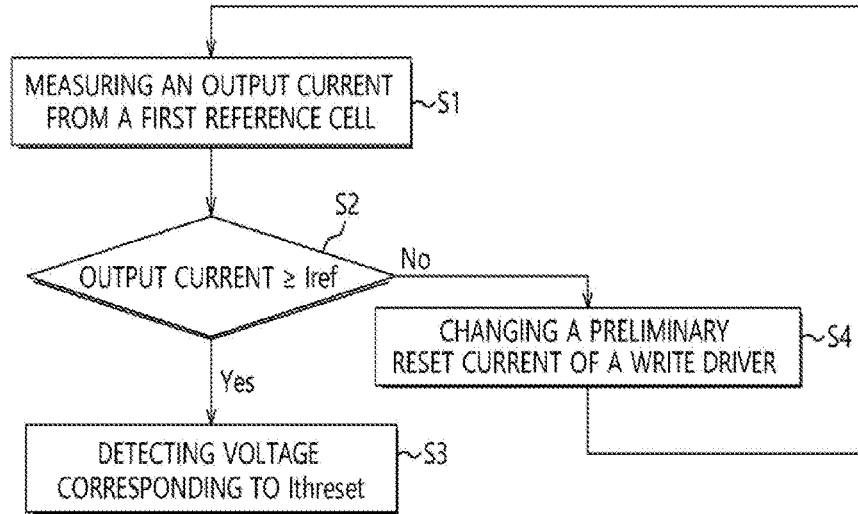 MEASURING AN OUTPUT CURRENT
FROM A FIRST REFERENCE CELL
S1
S2
OUTPUT CURRENT ≥ Iref
No
CHANGING A PRELIMINARY
RESET CURRENT OF A WRITE DRIVER
S4
Yes
DETECTING VOLTAGE
CORRESPONDING TO Ithreset
S3